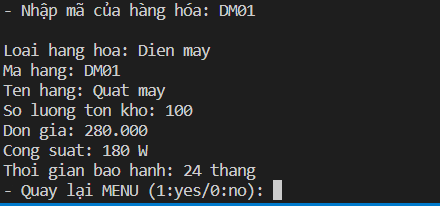 - Nhập mã của hàng hóa: DM01
Loai hang hoa: Dien may
Ma hang: DM01
Ten hang: Quat may
So luong ton kho: 100
Don gia: 280.000
Cong suat: 180 W
Thoi gian bao hanh: 24 thang
- Quay lại MENU (1:yes/0:no):